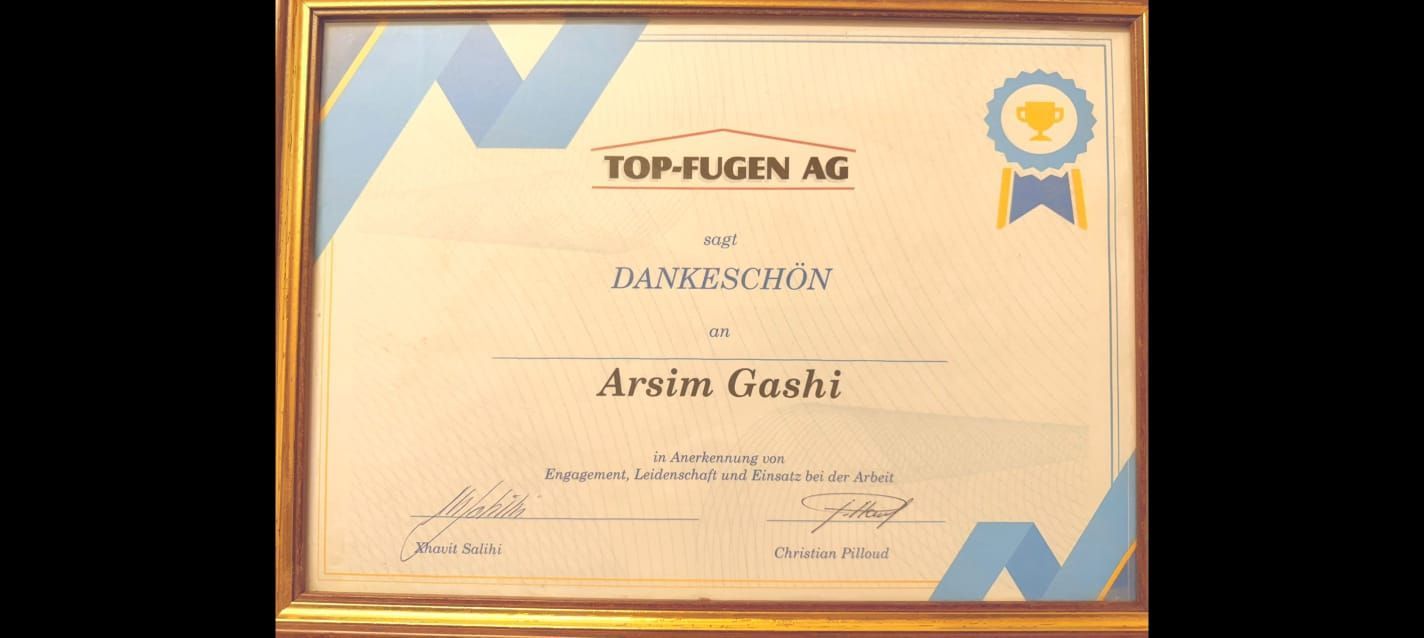 TOP-FUGEN AG
sagt
DANKESCHÖN
an
Arsim Gashi
in Anerkennung von
Engagement, Leidenschaft und Einsatz bei der Arbeit
Xhavit Salihi
Christian Pilloud